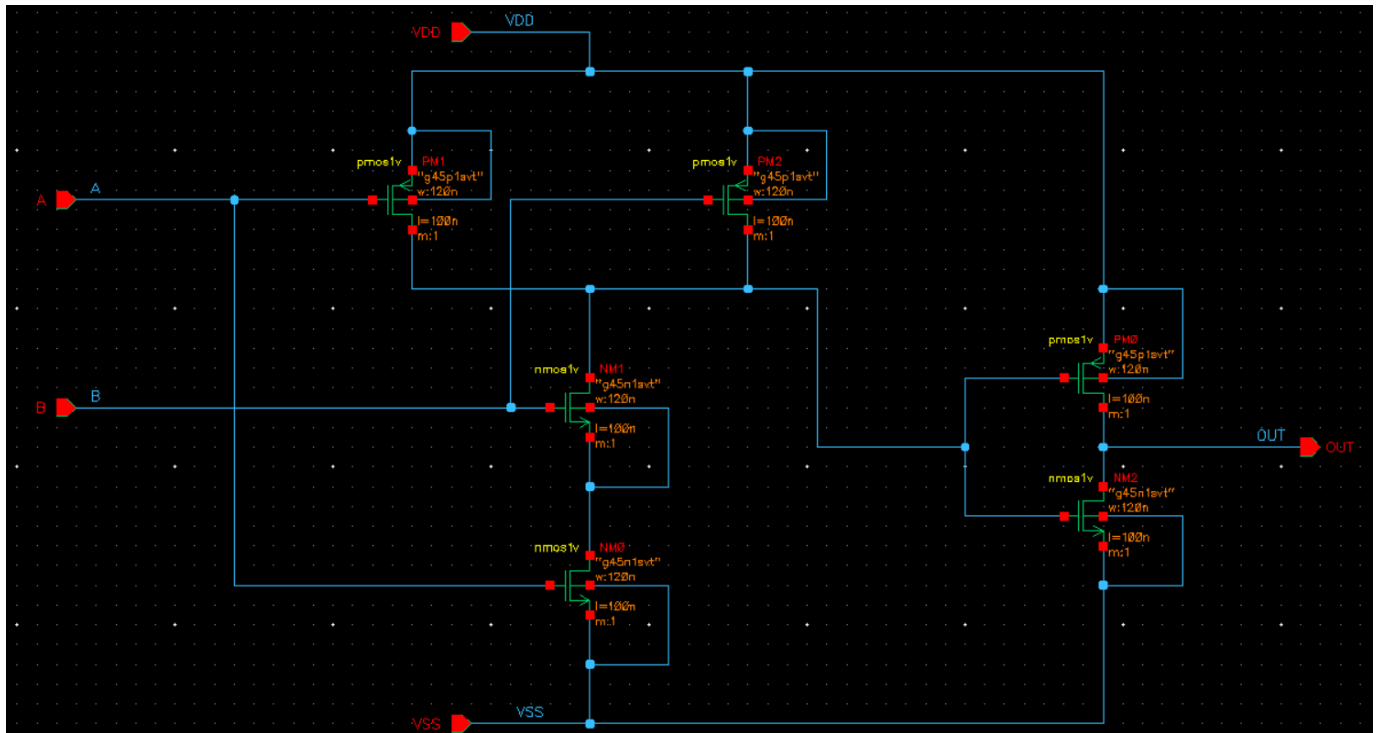 VDD
VDD
pmos1v
PM1
"g45p1svt"
w:120n
l=100n
m:1
pmos1v
PM2
"g45p1svt"
w:120n
l=100n
m:1
A
A
pmos1v
PM0
"g45p1svt"
w:120n
l=100n
m:1
nmos1v
NM1
"g45n1svt"
w:120n
l=100n
m:1
B
B
OUT
OUT
nmos1v
NM2
"g45n1svt"
w:120n
l=100n
m:1
nmos1v
NM0
"g45n1svt"
w:120n
l=100n
m:1
VSS
VSS